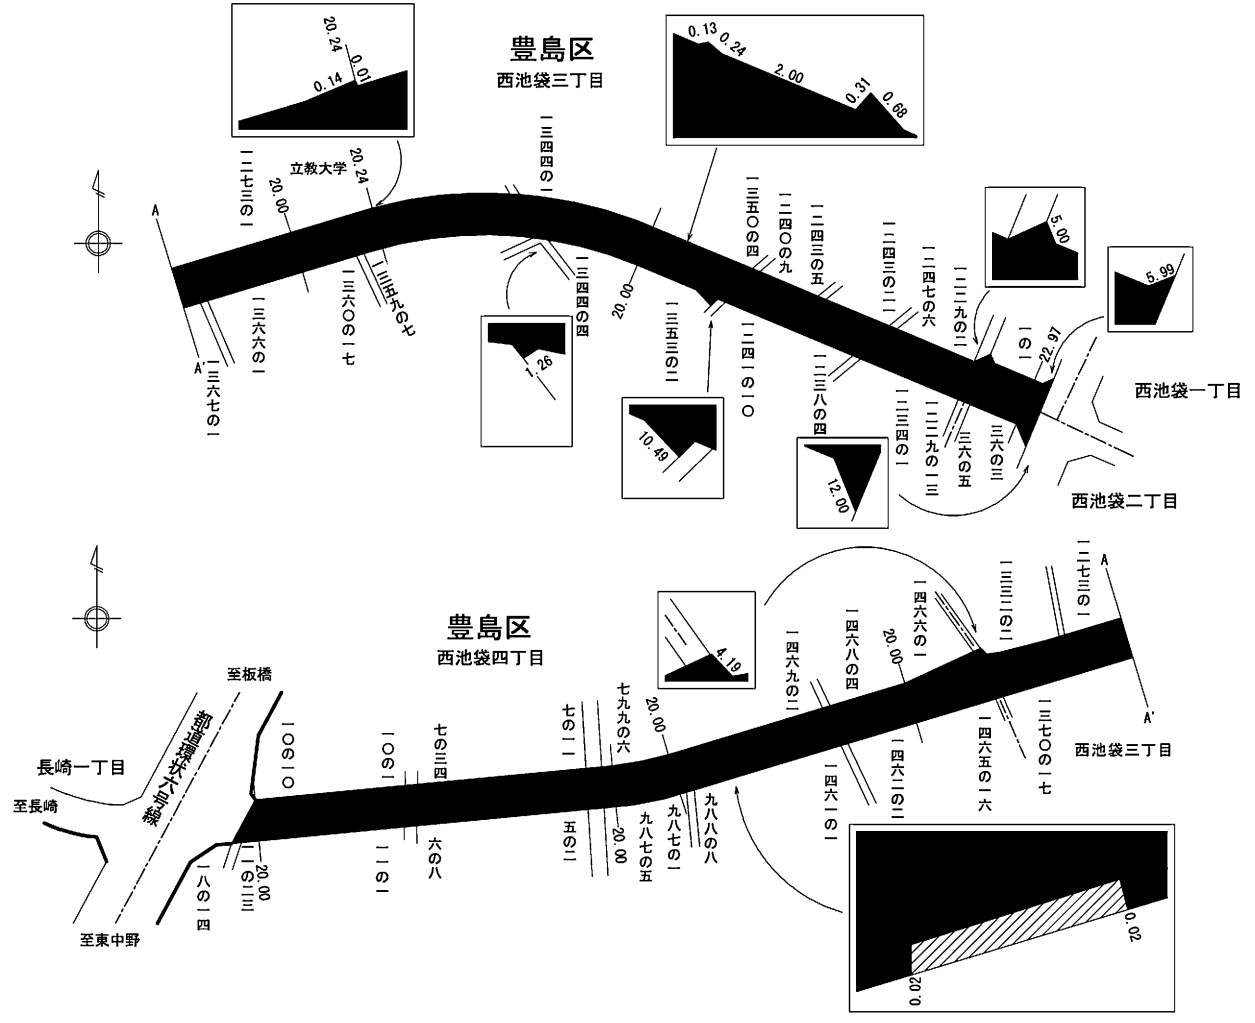 豊島区
西池袋三丁目
20.24
0.01
0.14
0.13
0.24
2.00
0.31
0.68
立教大学
一二七三の一
20.00
20.24
一三四四の一
一三五〇の四
一二四〇の九
一二四三の五
一二四三の二
一二四七の六
一二二九の二
一の一
22.97
5.00
5.99
A
A'
一三六七の一
一三六六の一
一三六〇の一七
一三五九の七
一三四四の四
20.00
一三五三の二
一二四一の一〇
一二三八の四
一二三四の一
一二二九の一三
三六の五
三六の三
1.26
10.49
12.00
西池袋一丁目
西池袋二丁目
豊島区
西池袋四丁目
至板橋
都道環状六号線
長崎一丁目
至長崎
至東中野
一〇の一〇
一〇の一
七の三四
七の一一
七九九の六
20.00
4.19
一四六九の二
一四六八の四
20.00
一四六六の一
一三三二の二
一二七三の一
A
A'
西池袋三丁目
一八の一四
一一の二三
20.00
一一の一
六の八
五の二
20.00
九八七の五
九八七の一
九八八の八
一四六一の一
一四六二の二
一四六五の一六
一三七〇の一七
0.02
0.02